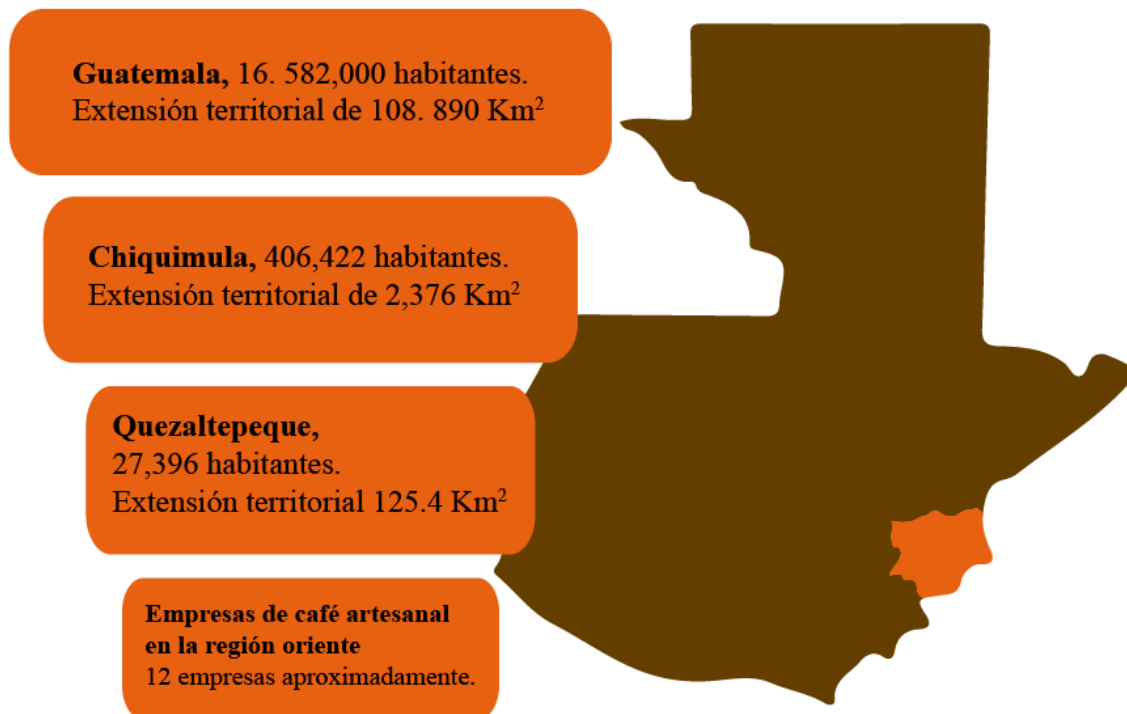 Guatemala, 16. 582,000 habitantes.
Extensión territorial de 108. 890 Km²
Chiquimula, 406,422 habitantes.
Extensión territorial de 2,376 Km²
Quezaltepeque,
27,396 habitantes.
Extensión territorial 125.4 Km²
Empresas de café artesanal
en la región oriente
12 empresas aproximadamente.